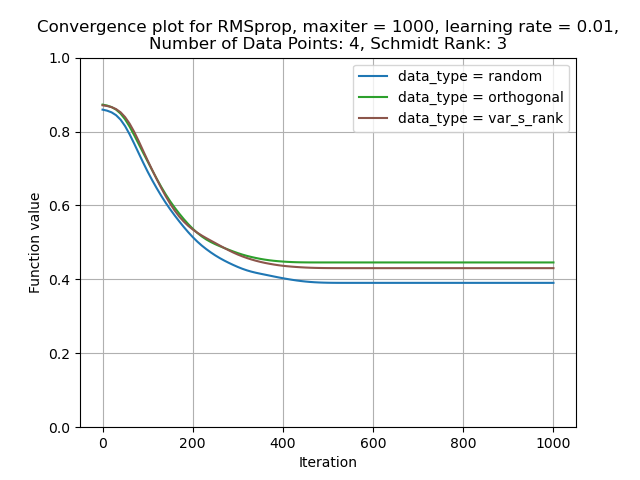 Convergence plot for RMSprop, maxiter = 1000, learning rate = 0.01,
Number of Data Points: 4, Schmidt Rank: 3
1.0
0.8
0.6
0.4
0.2
0.0
Function value
data_type = random
data_type = orthogonal
data_type = var_s_rank
0
200
400
600
800
1000
Iteration